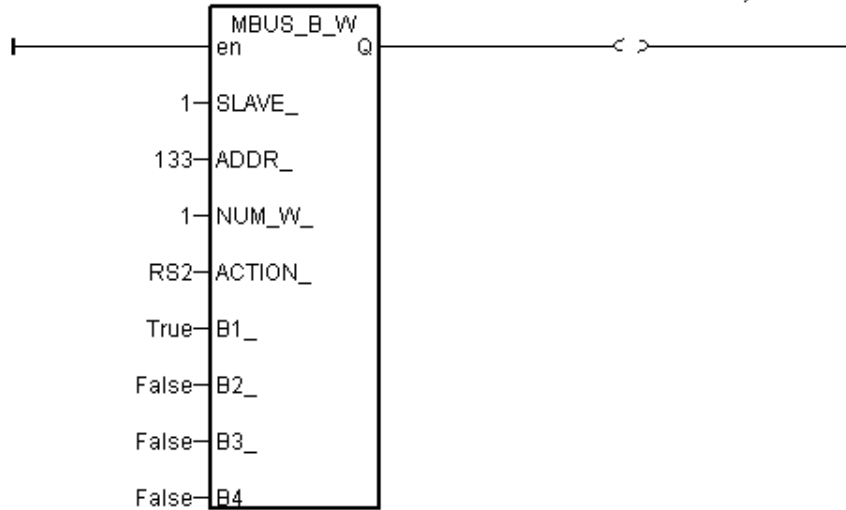 MBUS_B_W
en Q
1 SLAVE_
133 ADDR_
1 NUM_W_
RS2 ACTION_
True B1_
False B2_
False B3_
False B4